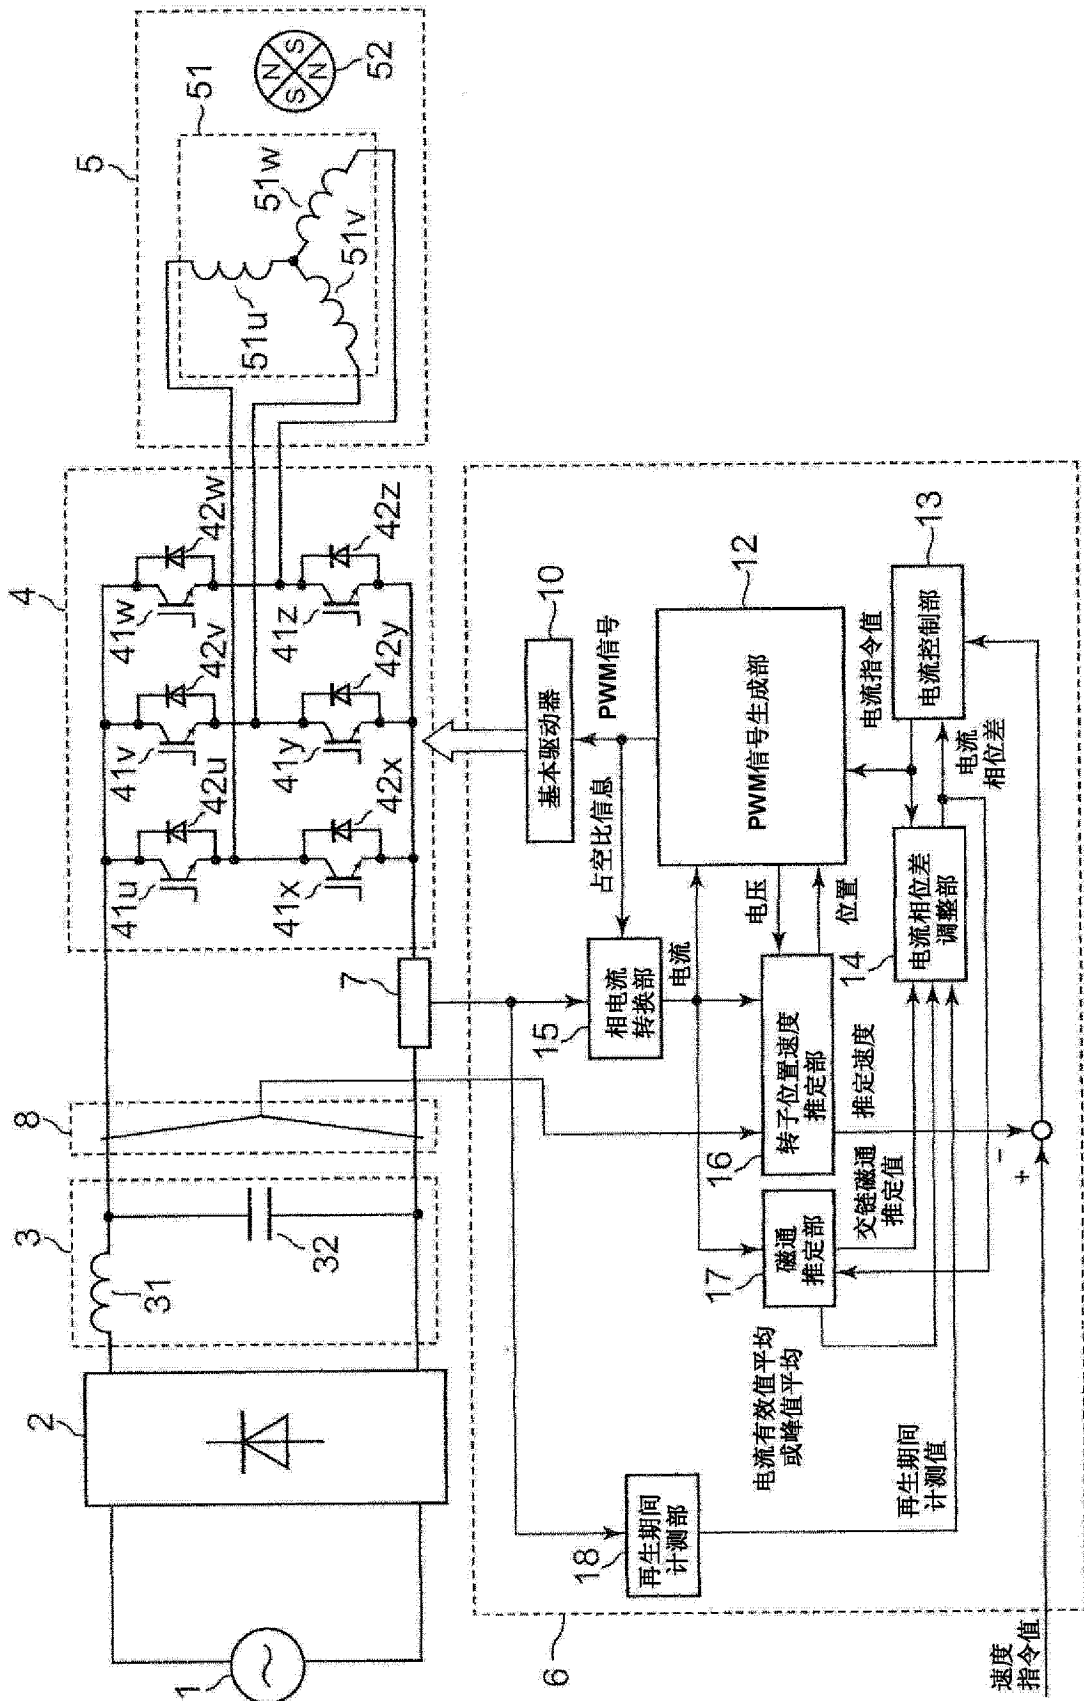 1
2
3
31
32
8
7
4
41u
42u
41v
42v
41w
42w
41x
42x
41y
42y
41z
42z
5
51
51u
51v
51w
52
N
S
N
S
6
10
基本驱动器
PWM信号
占空比信息
12
PWM信号生成部
电流指令值
13
电流控制部
电流
相位差
15
相电流
转换部
电流
电压
位置
14
电流相位差
调整部
16
转子位置速度
推定部
推定速度
17
磁通
推定部
交链磁通
推定值
电流有效值平均
或峰值平均
18
再生期间
计测部
再生期间
计测值
+
−
速度
指令值